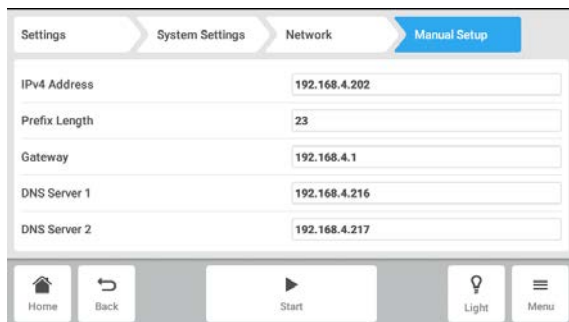 Settings System Settings Network Manual Setup
IPv4 Address 192.168.4.202
Prefix Length 23
Gateway 192.168.4.1
DNS Server 1 192.168.4.216
DNS Server 2 192.168.4.217
Home Back Start Light Menu